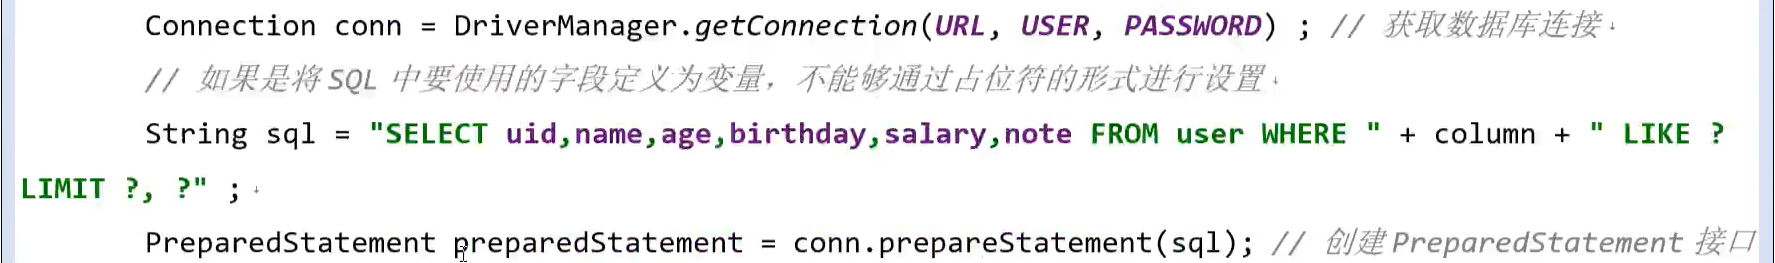 Connection conn = DriverManager.getConnection(URL, USER, PASSWORD) ; // 获取数据库连接
// 如果是将 SQL 中要使用的字段定义为变量，不能够通过占位符的形式进行设置
String sql = "SELECT uid,name,age,birthday,salary,note FROM user WHERE " + column + " LIKE ?
LIMIT ?, ?" ;
PreparedStatement preparedStatement = conn.prepareStatement(sql); // 创建 PreparedStatement 接口